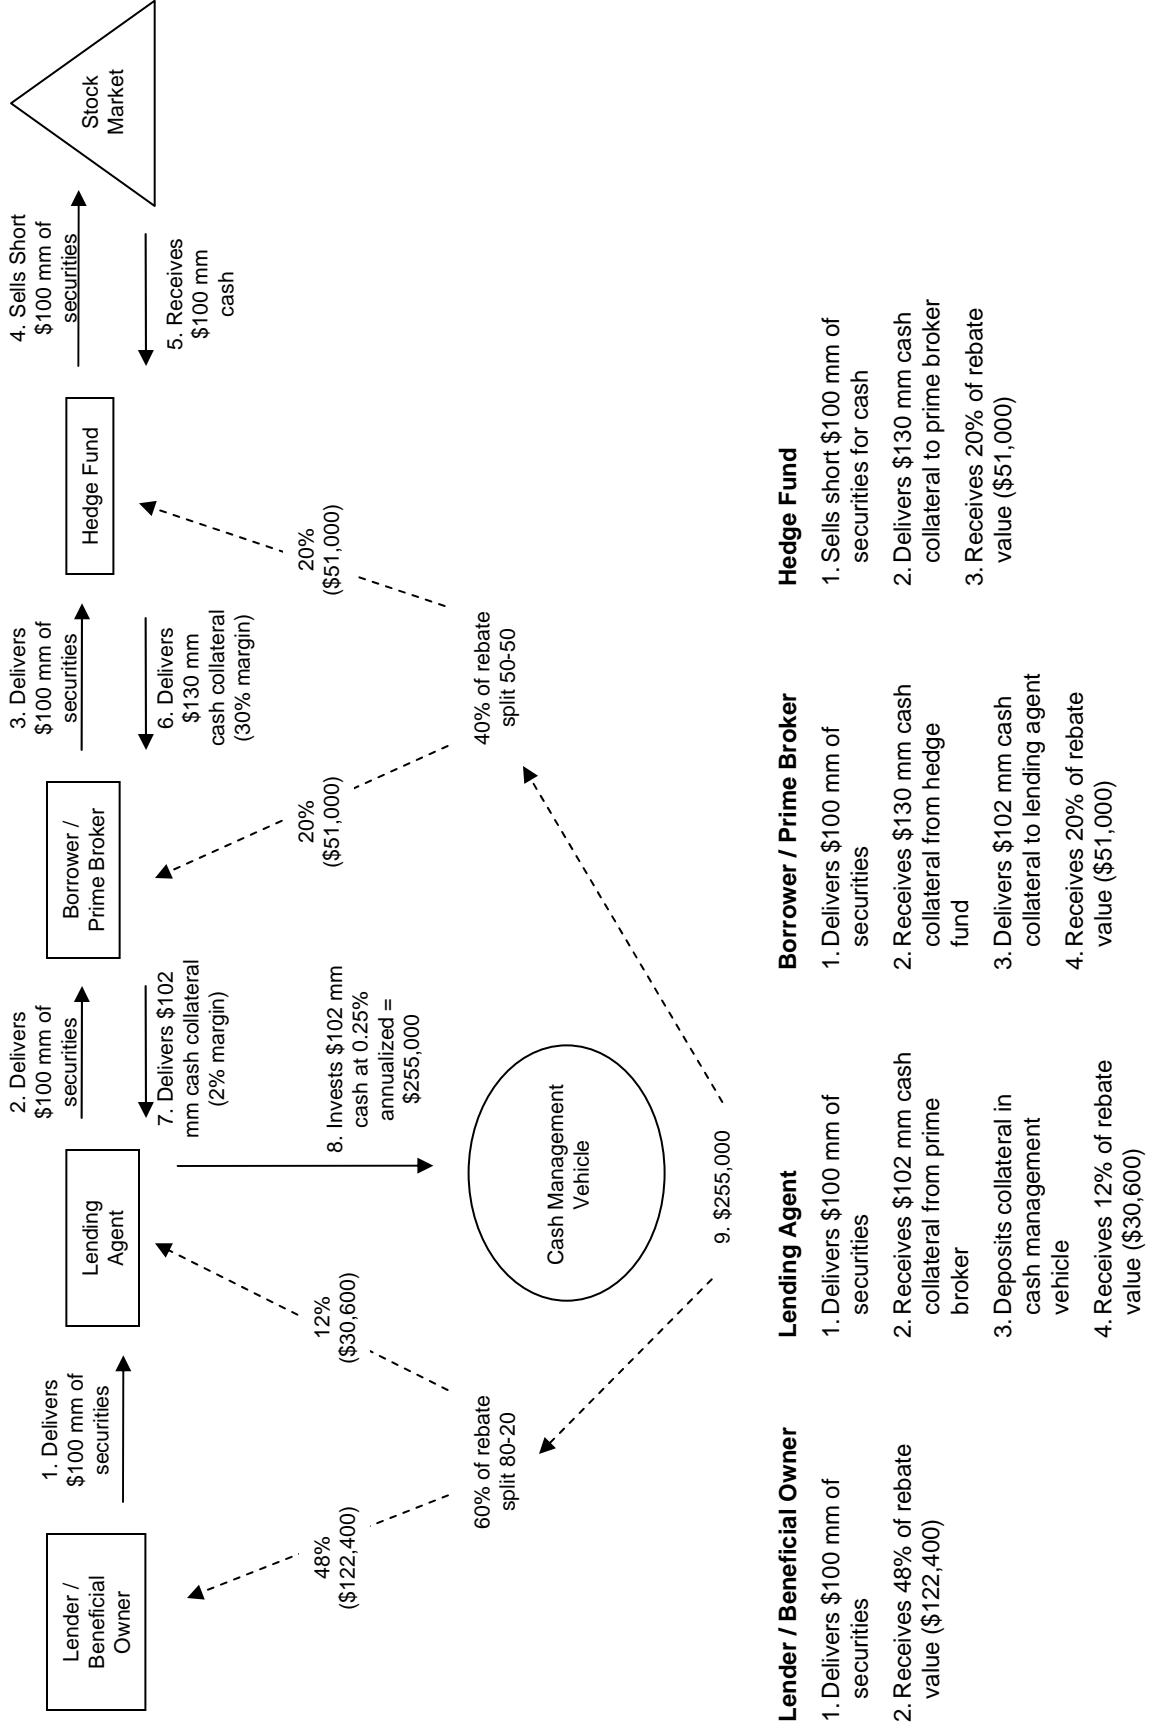 Lender /
Beneficial
Owner
1. Delivers
$100 mm of
securities
Lending
Agent
2. Delivers
$100 mm of
securities
7. Delivers $102
mm cash collateral
(2% margin)
Borrower /
Prime Broker
3. Delivers
$100 mm of
securities
6. Delivers
$130 mm
cash collateral
(30% margin)
Hedge Fund
4. Sells Short
$100 mm of
securities
5. Receives
$100 mm
cash
Stock
Market
48%
($122,400)
12%
($30,600)
8. Invests $102 mm
cash at 0.25%
annualized =
$255,000
20%
($51,000)
20%
($51,000)
60% of rebate
split 80-20
Cash Management
Vehicle
40% of rebate
split 50-50
9. $255,000
Lender / Beneficial Owner
1. Delivers $100 mm of
securities
2. Receives 48% of rebate
value ($122,400)
Lending Agent
1. Delivers $100 mm of
securities
2. Receives $102 mm cash
collateral from prime
broker
3. Deposits collateral in
cash management
vehicle
4. Receives 12% of rebate
value ($30,600)
Borrower / Prime Broker
1. Delivers $100 mm of
securities
2. Receives $130 mm cash
collateral from hedge
fund
3. Delivers $102 mm cash
collateral to lending agent
4. Receives 20% of rebate
value ($51,000)
Hedge Fund
1. Sells short $100 mm of
securities for cash
2. Delivers $130 mm cash
collateral to prime broker
3. Receives 20% of rebate
value ($51,000)